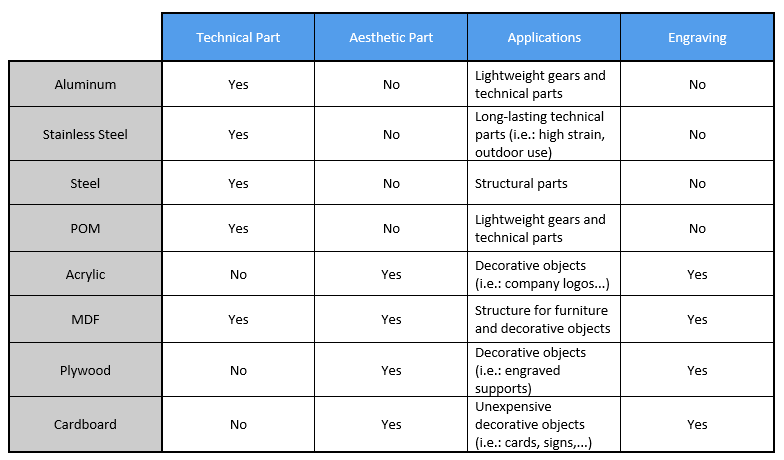 Technical Part Aesthetic Part Applications Engraving
Aluminum Yes No Lightweight gears and
technical parts No
Stainless Steel Yes No Long-lasting technical
parts (i.e.: high strain,
outdoor use) No
Steel Yes No Structural parts No
POM Yes No Lightweight gears and
technical parts No
Acrylic No Yes Decorative objects
(i.e.: company logos...) Yes
MDF Yes Yes Structure for furniture
and decorative objects Yes
Plywood No Yes Decorative objects
(i.e.: engraved
supports) Yes
Cardboard No Yes Unexpensive
decorative objects
(i.e.: cards, signs,...) Yes